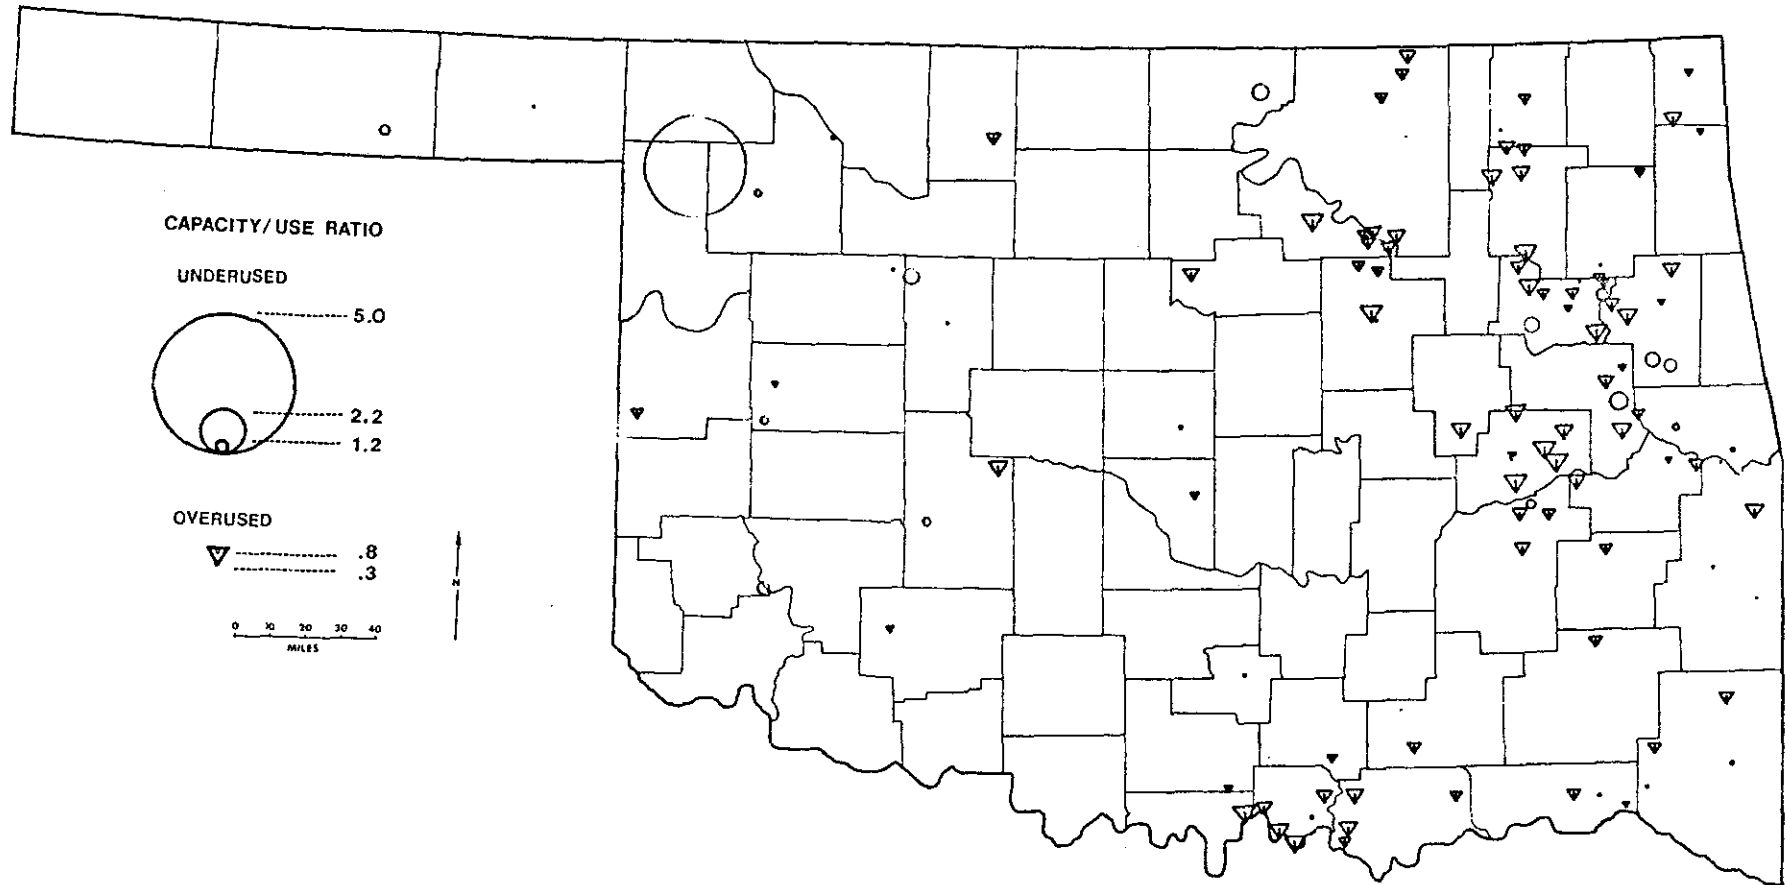 CAPACITY/USE RATIO
UNDERUSED
5.0
2.2
1.2
OVERUSED
.8
.3
N
0 10 20 30 40
MILES